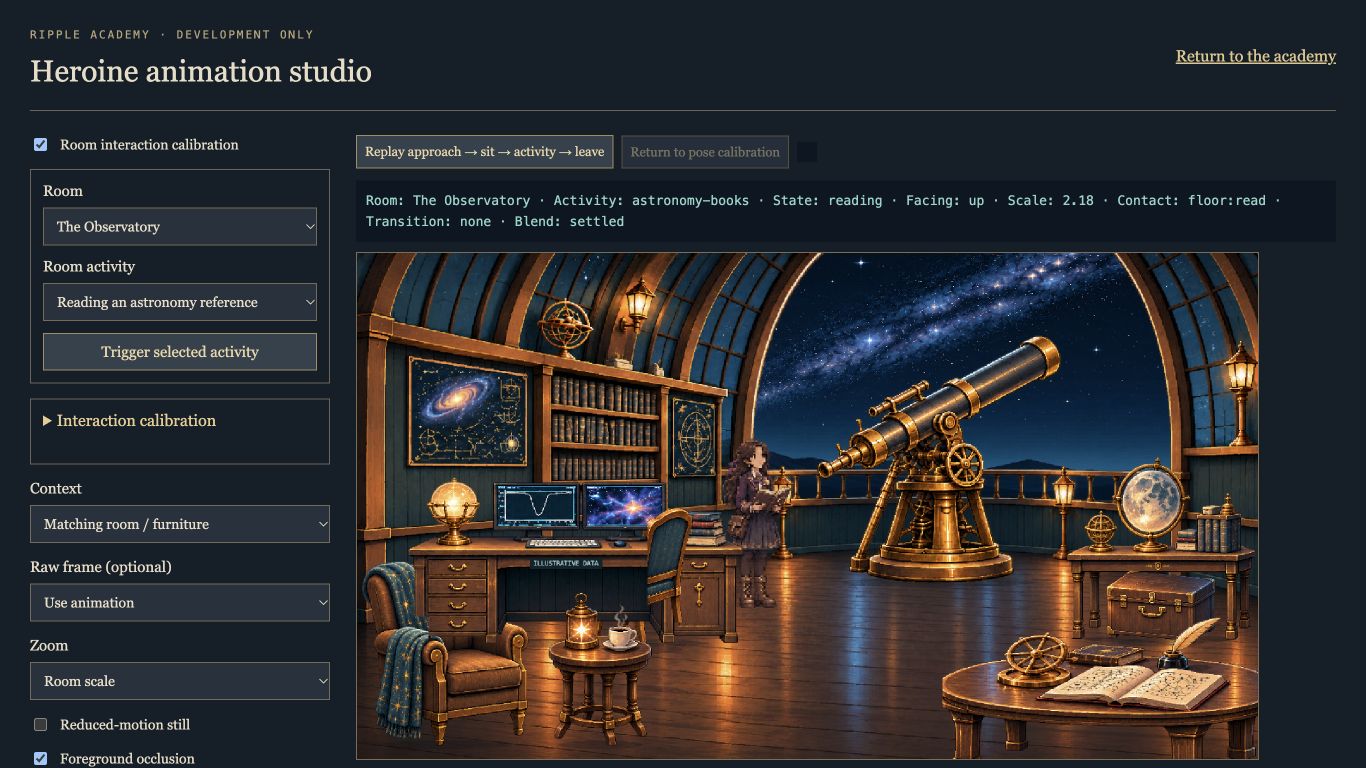 RIPPLE ACADEMY · DEVELOPMENT ONLY
Heroine animation studio
Return to the academy
Room interaction calibration
Room
The Observatory
Room activity
Reading an astronomy reference
Trigger selected activity
Interaction calibration
Context
Matching room / furniture
Raw frame (optional)
Use animation
Zoom
Room scale
Reduced-motion still
Foreground occlusion
Replay approach → sit → activity → leave
Return to pose calibration
Room: The Observatory · Activity: astronomy-books · State: reading · Facing: up · Scale: 2.18 · Contact: floor:read ·
Transition: none · Blend: settled
ILLUSTRATIVE DATA